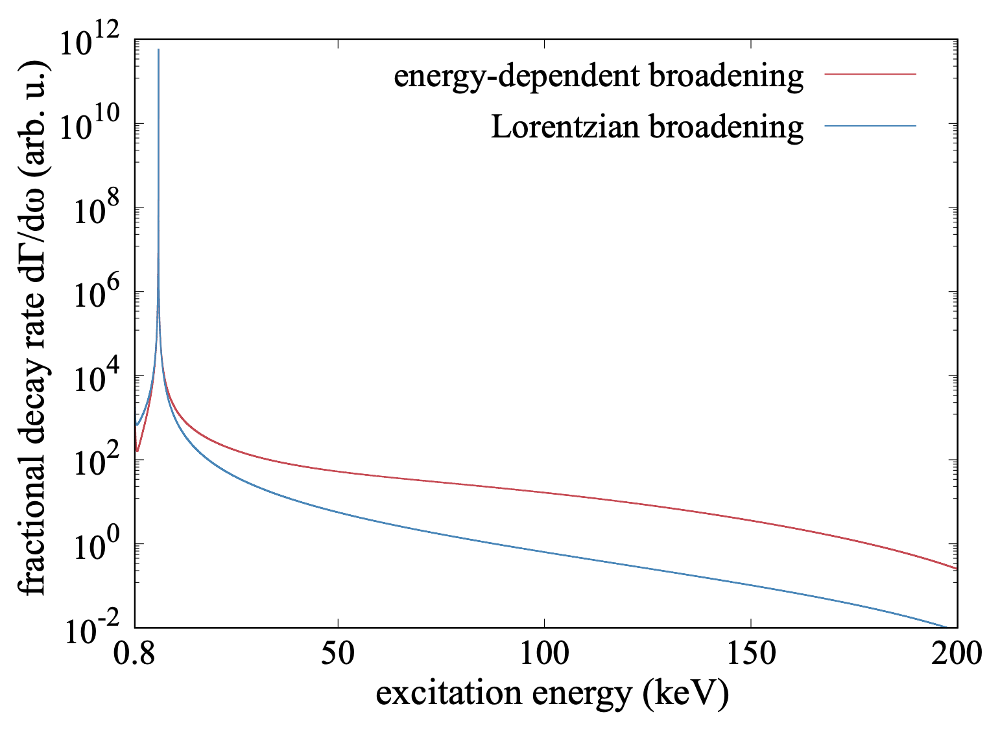 fractional decay rate dΓ/dω (arb. u.)
10^12
10^10
10^8
10^6
10^4
10^2
10^0
10^-2
energy-dependent broadening
Lorentzian broadening
0.8 50 100 150 200
excitation energy (keV)